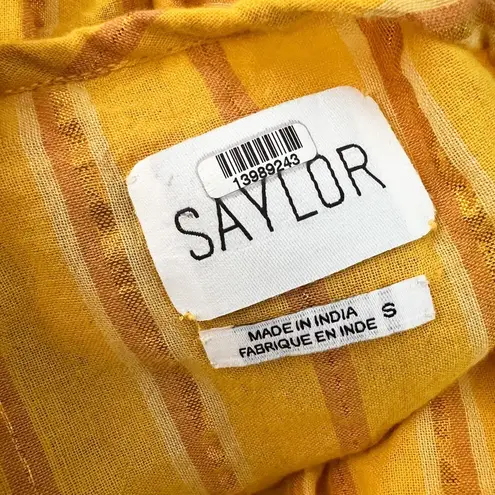 13989243
SAYLOR
MADE IN INDIA S
FABRIQUE EN INDE